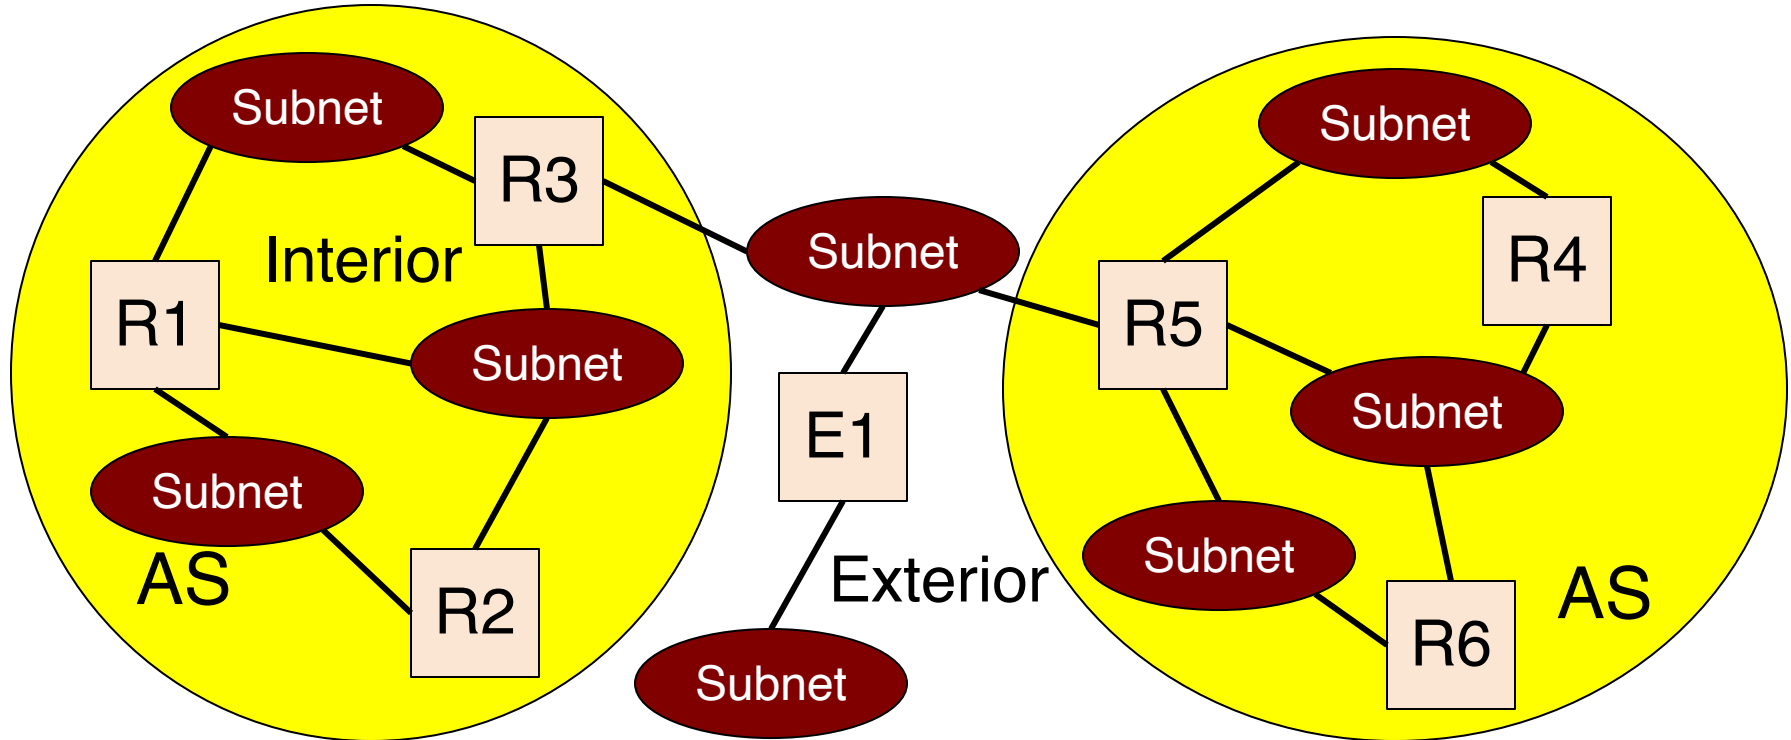 Subnet
R3
Interior
R1
Subnet
Subnet
AS
R2
Subnet
E1
Exterior
Subnet
Subnet
R4
R5
Subnet
Subnet
AS
R6